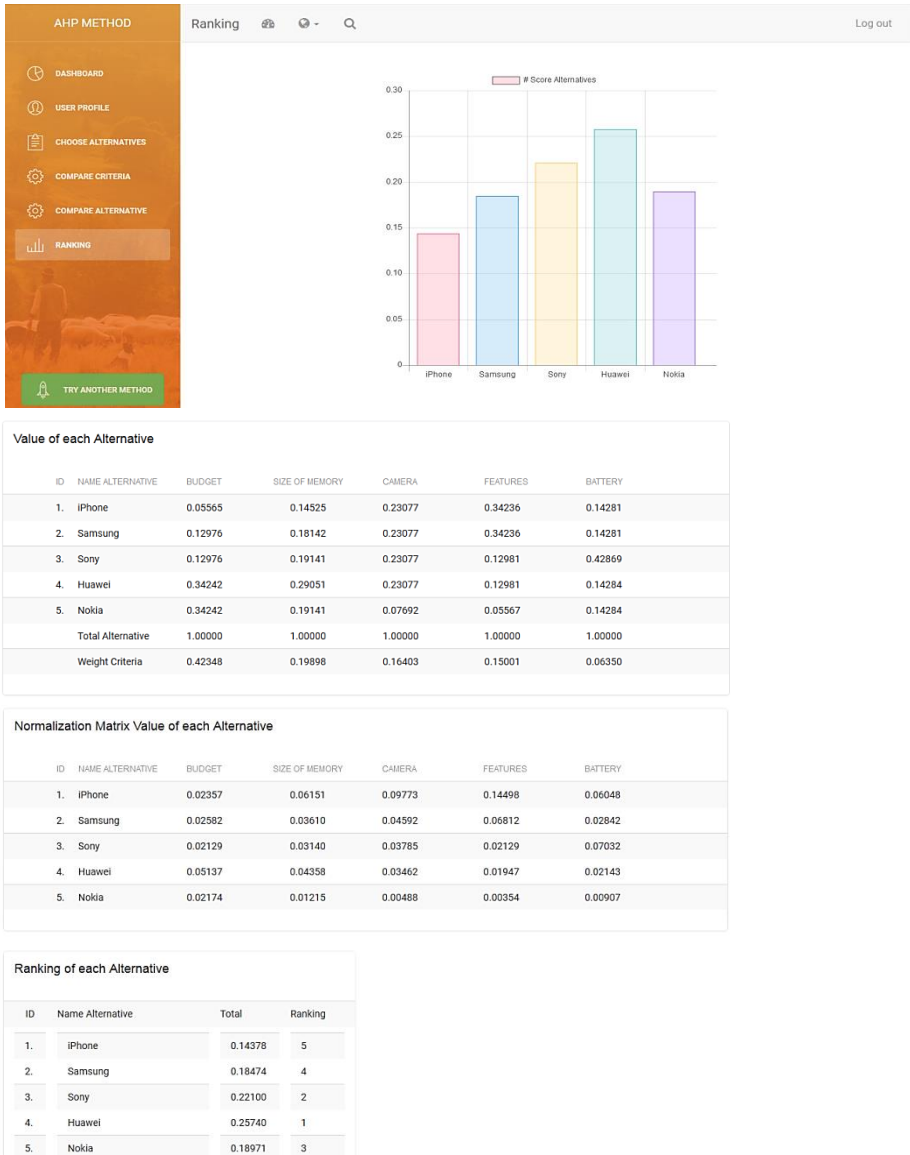 AHP METHOD
Ranking
Log out
DASHBOARD
USER PROFILE
CHOOSE ALTERNATIVES
COMPARE CRITERIA
COMPARE ALTERNATIVE
RANKING
TRY ANOTHER METHOD
# Score Alternatives
0.30
0.25
0.20
0.15
0.10
0.05
0
iPhone Samsung Sony Huawei Nokia
Value of each Alternative
ID NAME ALTERNATIVE BUDGET SIZE OF MEMORY CAMERA FEATURES BATTERY
1. iPhone 0.05565 0.14525 0.23077 0.34236 0.14281
2. Samsung 0.12976 0.18142 0.23077 0.34236 0.14281
3. Sony 0.12976 0.19141 0.23077 0.12981 0.42869
4. Huawei 0.34242 0.29051 0.23077 0.12981 0.14284
5. Nokia 0.34242 0.19141 0.07692 0.05567 0.14284
Total Alternative 1.00000 1.00000 1.00000 1.00000 1.00000
Weight Criteria 0.42348 0.19898 0.16403 0.15001 0.06350
Normalization Matrix Value of each Alternative
ID NAME ALTERNATIVE BUDGET SIZE OF MEMORY CAMERA FEATURES BATTERY
1. iPhone 0.02357 0.06151 0.09773 0.14498 0.06048
2. Samsung 0.02582 0.03610 0.04592 0.06812 0.02842
3. Sony 0.02129 0.03140 0.03785 0.02129 0.07032
4. Huawei 0.05137 0.04358 0.03462 0.01947 0.02143
5. Nokia 0.02174 0.01215 0.00488 0.00354 0.00907
Ranking of each Alternative
ID Name Alternative Total Ranking
1. iPhone 0.14378 5
2. Samsung 0.18474 4
3. Sony 0.22100 2
4. Huawei 0.25740 1
5. Nokia 0.18971 3